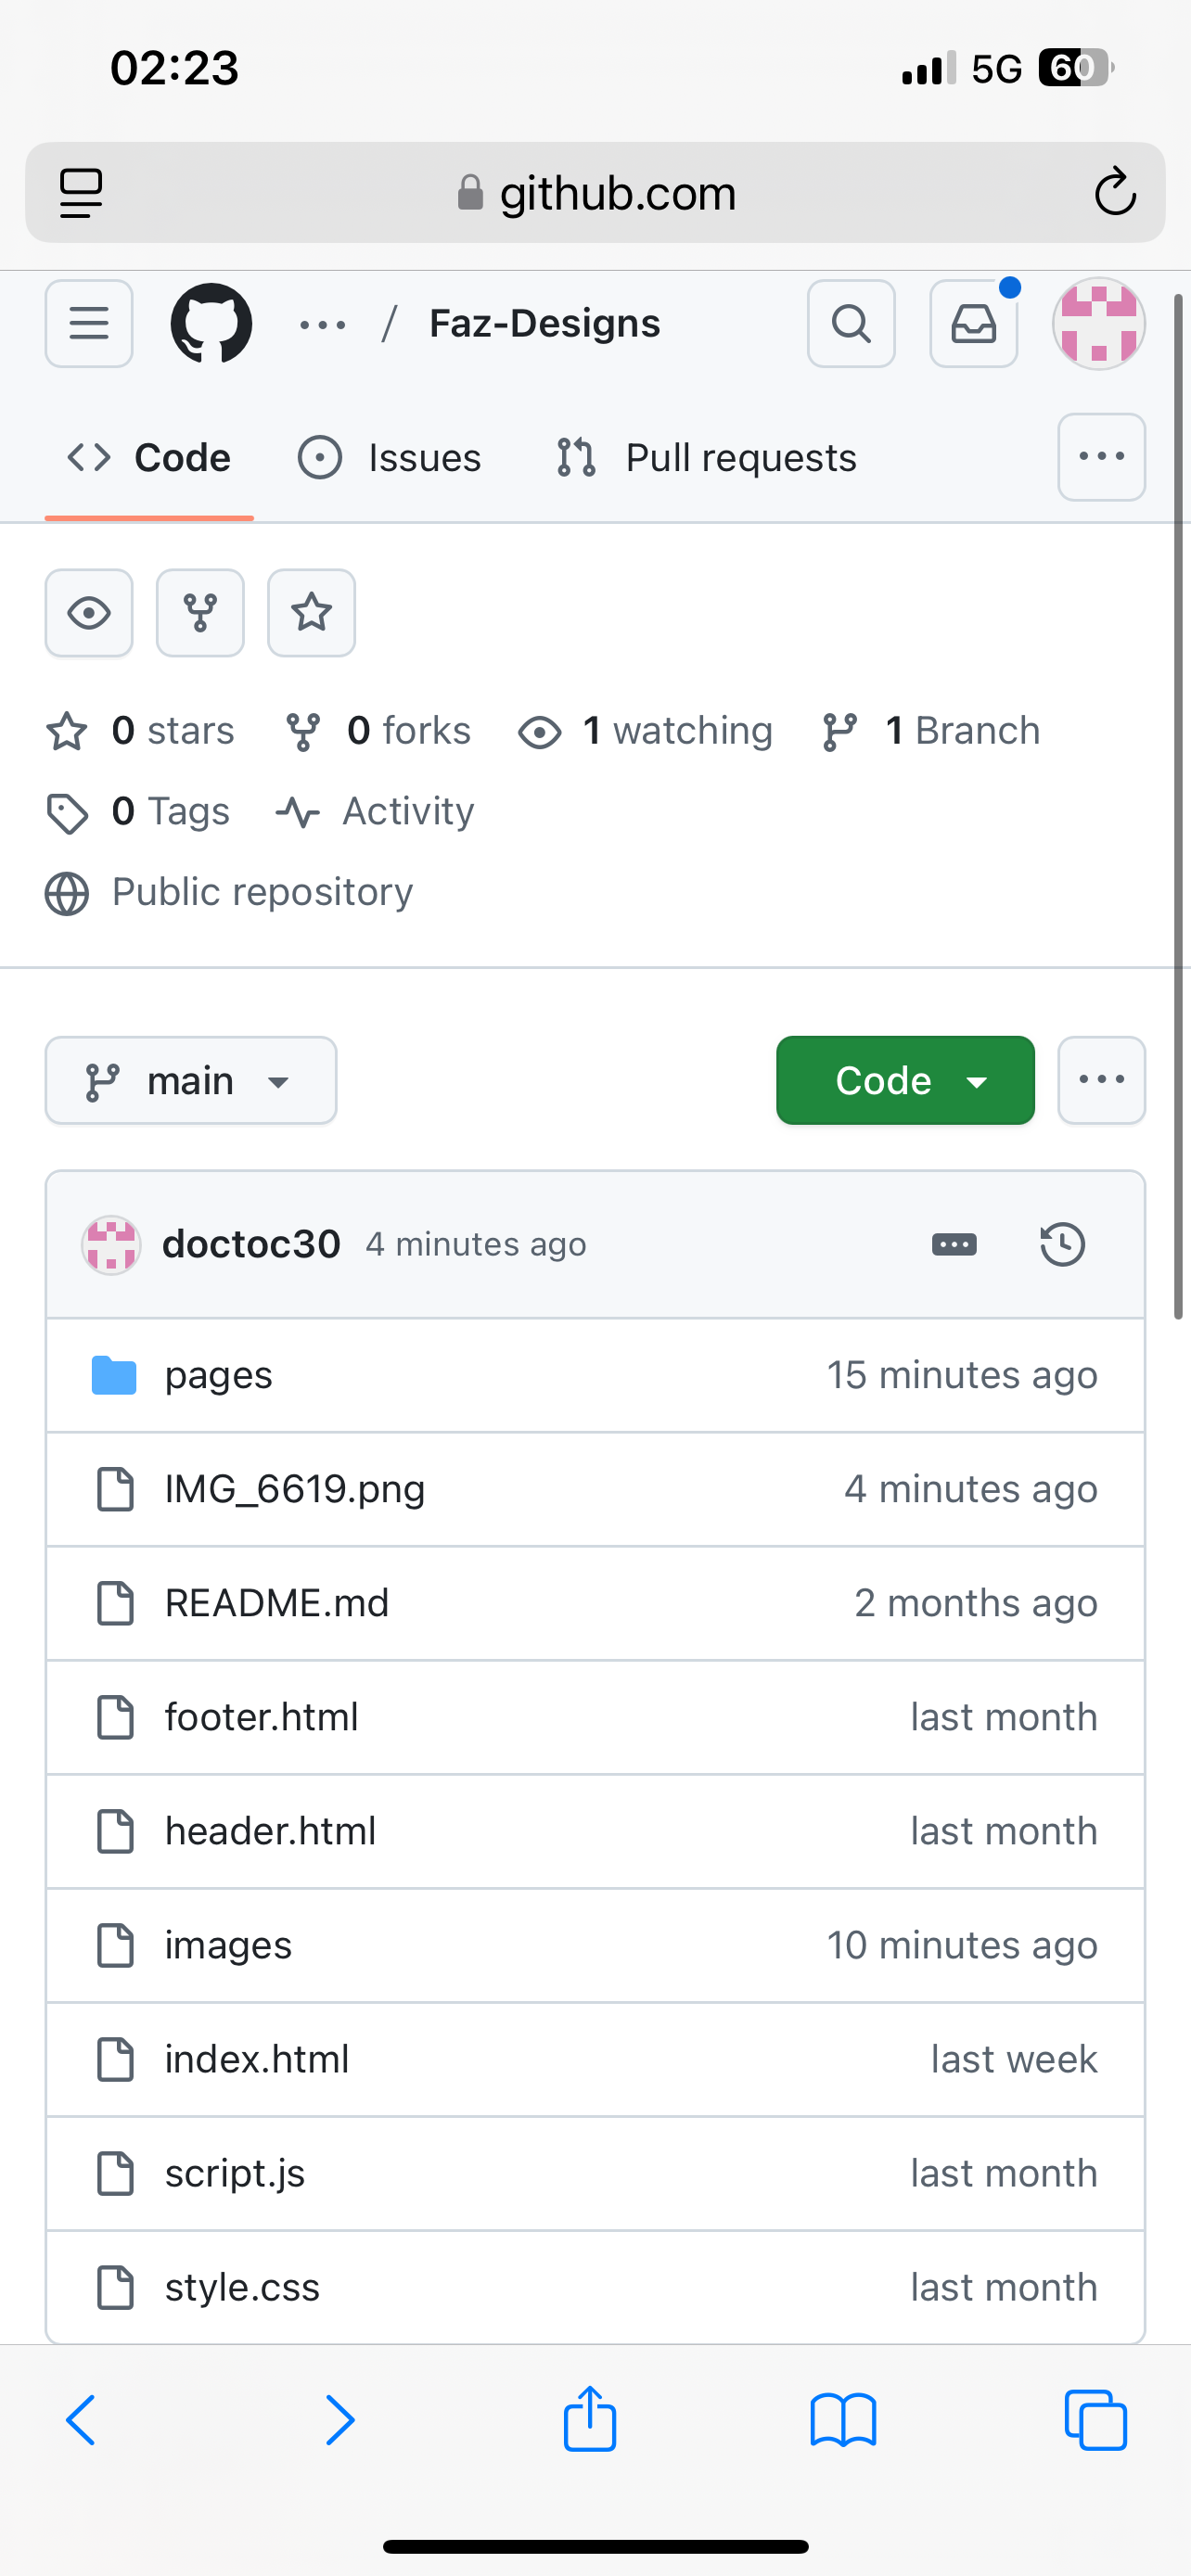 02:23 5G 60
github.com
... / Faz-Designs
Code Issues Pull requests
0 stars 0 forks 1 watching 1 Branch
0 Tags Activity
Public repository
main Code
doctoc30 4 minutes ago
pages 15 minutes ago
IMG_6619.png 4 minutes ago
README.md 2 months ago
footer.html last month
header.html last month
images 10 minutes ago
index.html last week
script.js last month
style.css last month